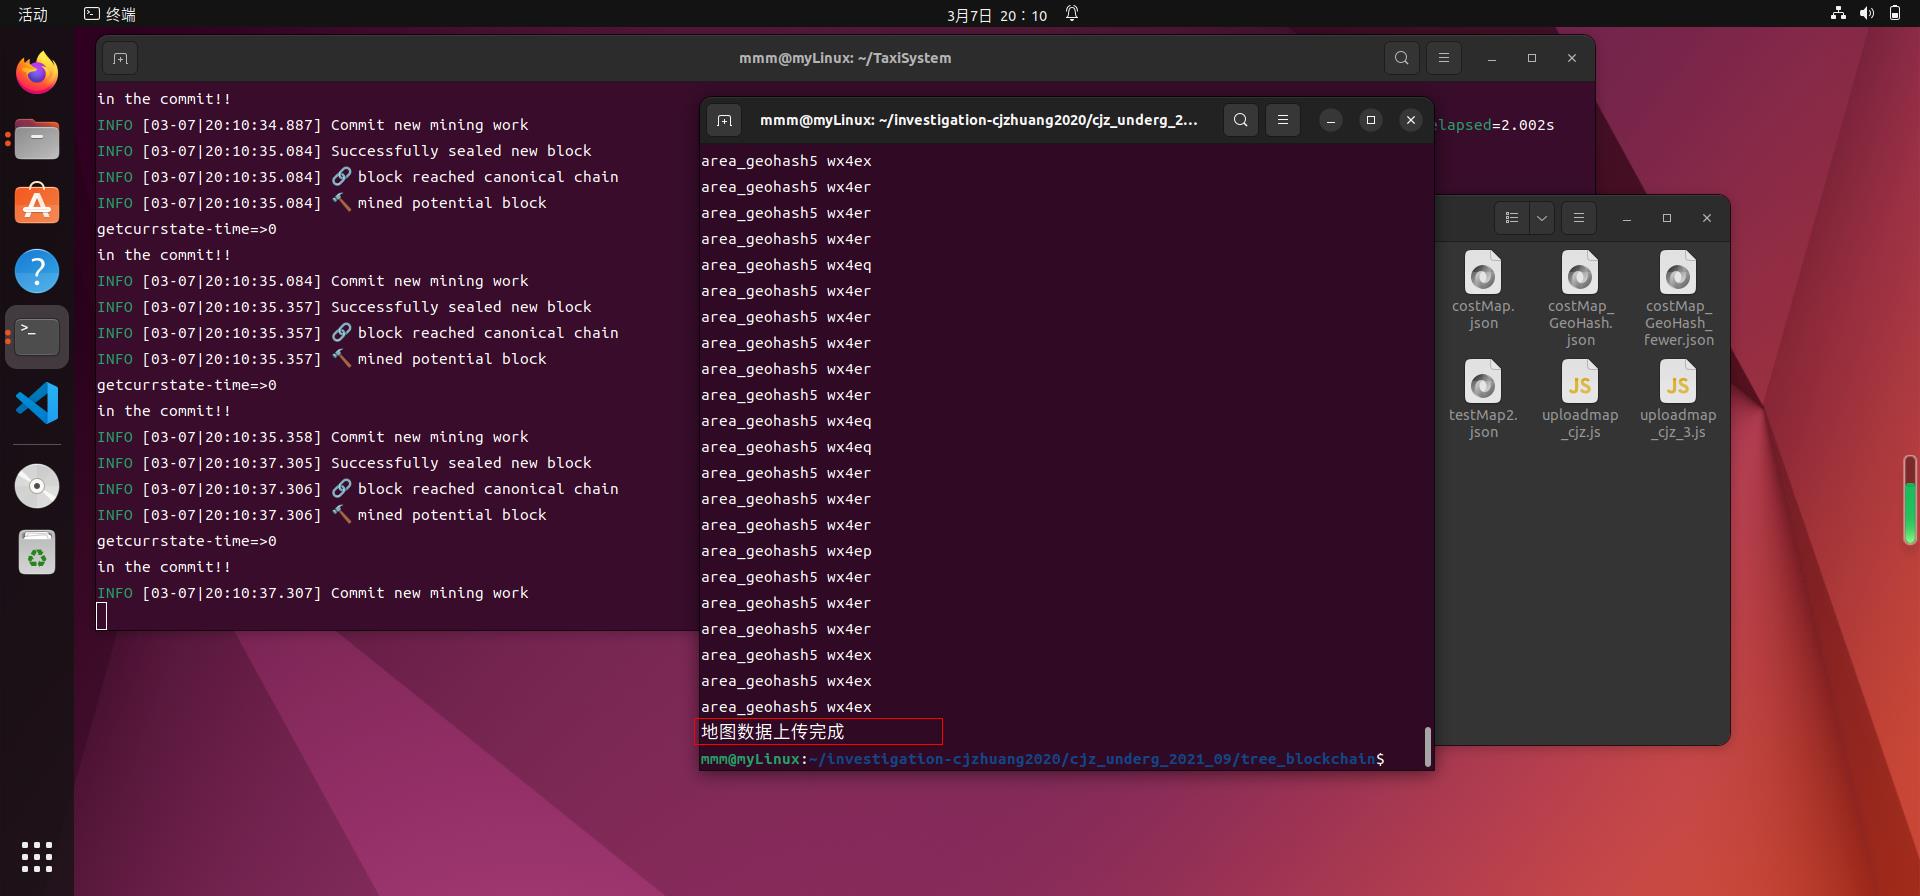 活动 终端 3月7日 20：10
mmm@myLinux: ~/TaxiSystem
in the commit!!
INFO [03-07|20:10:34.887] Commit new mining work
INFO [03-07|20:10:35.084] Successfully sealed new block
INFO [03-07|20:10:35.084] 🔗 block reached canonical chain
INFO [03-07|20:10:35.084] 🔨 mined potential block
getcurrstate-time=>0
in the commit!!
INFO [03-07|20:10:35.084] Commit new mining work
INFO [03-07|20:10:35.357] Successfully sealed new block
INFO [03-07|20:10:35.357] 🔗 block reached canonical chain
INFO [03-07|20:10:35.357] 🔨 mined potential block
getcurrstate-time=>0
in the commit!!
INFO [03-07|20:10:35.358] Commit new mining work
INFO [03-07|20:10:37.305] Successfully sealed new block
INFO [03-07|20:10:37.306] 🔗 block reached canonical chain
INFO [03-07|20:10:37.306] 🔨 mined potential block
getcurrstate-time=>0
in the commit!!
INFO [03-07|20:10:37.307] Commit new mining work
elapsed=2.002s
mmm@myLinux: ~/investigation-cjzhuang2020/cjz_underg_2...
area_geohash5 wx4ex
area_geohash5 wx4er
area_geohash5 wx4er
area_geohash5 wx4er
area_geohash5 wx4eq
area_geohash5 wx4er
area_geohash5 wx4er
area_geohash5 wx4er
area_geohash5 wx4er
area_geohash5 wx4er
area_geohash5 wx4eq
area_geohash5 wx4eq
area_geohash5 wx4er
area_geohash5 wx4er
area_geohash5 wx4er
area_geohash5 wx4ep
area_geohash5 wx4er
area_geohash5 wx4er
area_geohash5 wx4er
area_geohash5 wx4ex
area_geohash5 wx4ex
area_geohash5 wx4ex
地图数据上传完成
mmm@myLinux:~/investigation-cjzhuang2020/cjz_underg_2021_09/tree_blockchain$
costMap.
json
costMap_
GeoHash.
json
costMap_
GeoHash_
fewer.json
testMap2.
json
JS
uploadmap
_cjz.js
JS
uploadmap
_cjz_3.js